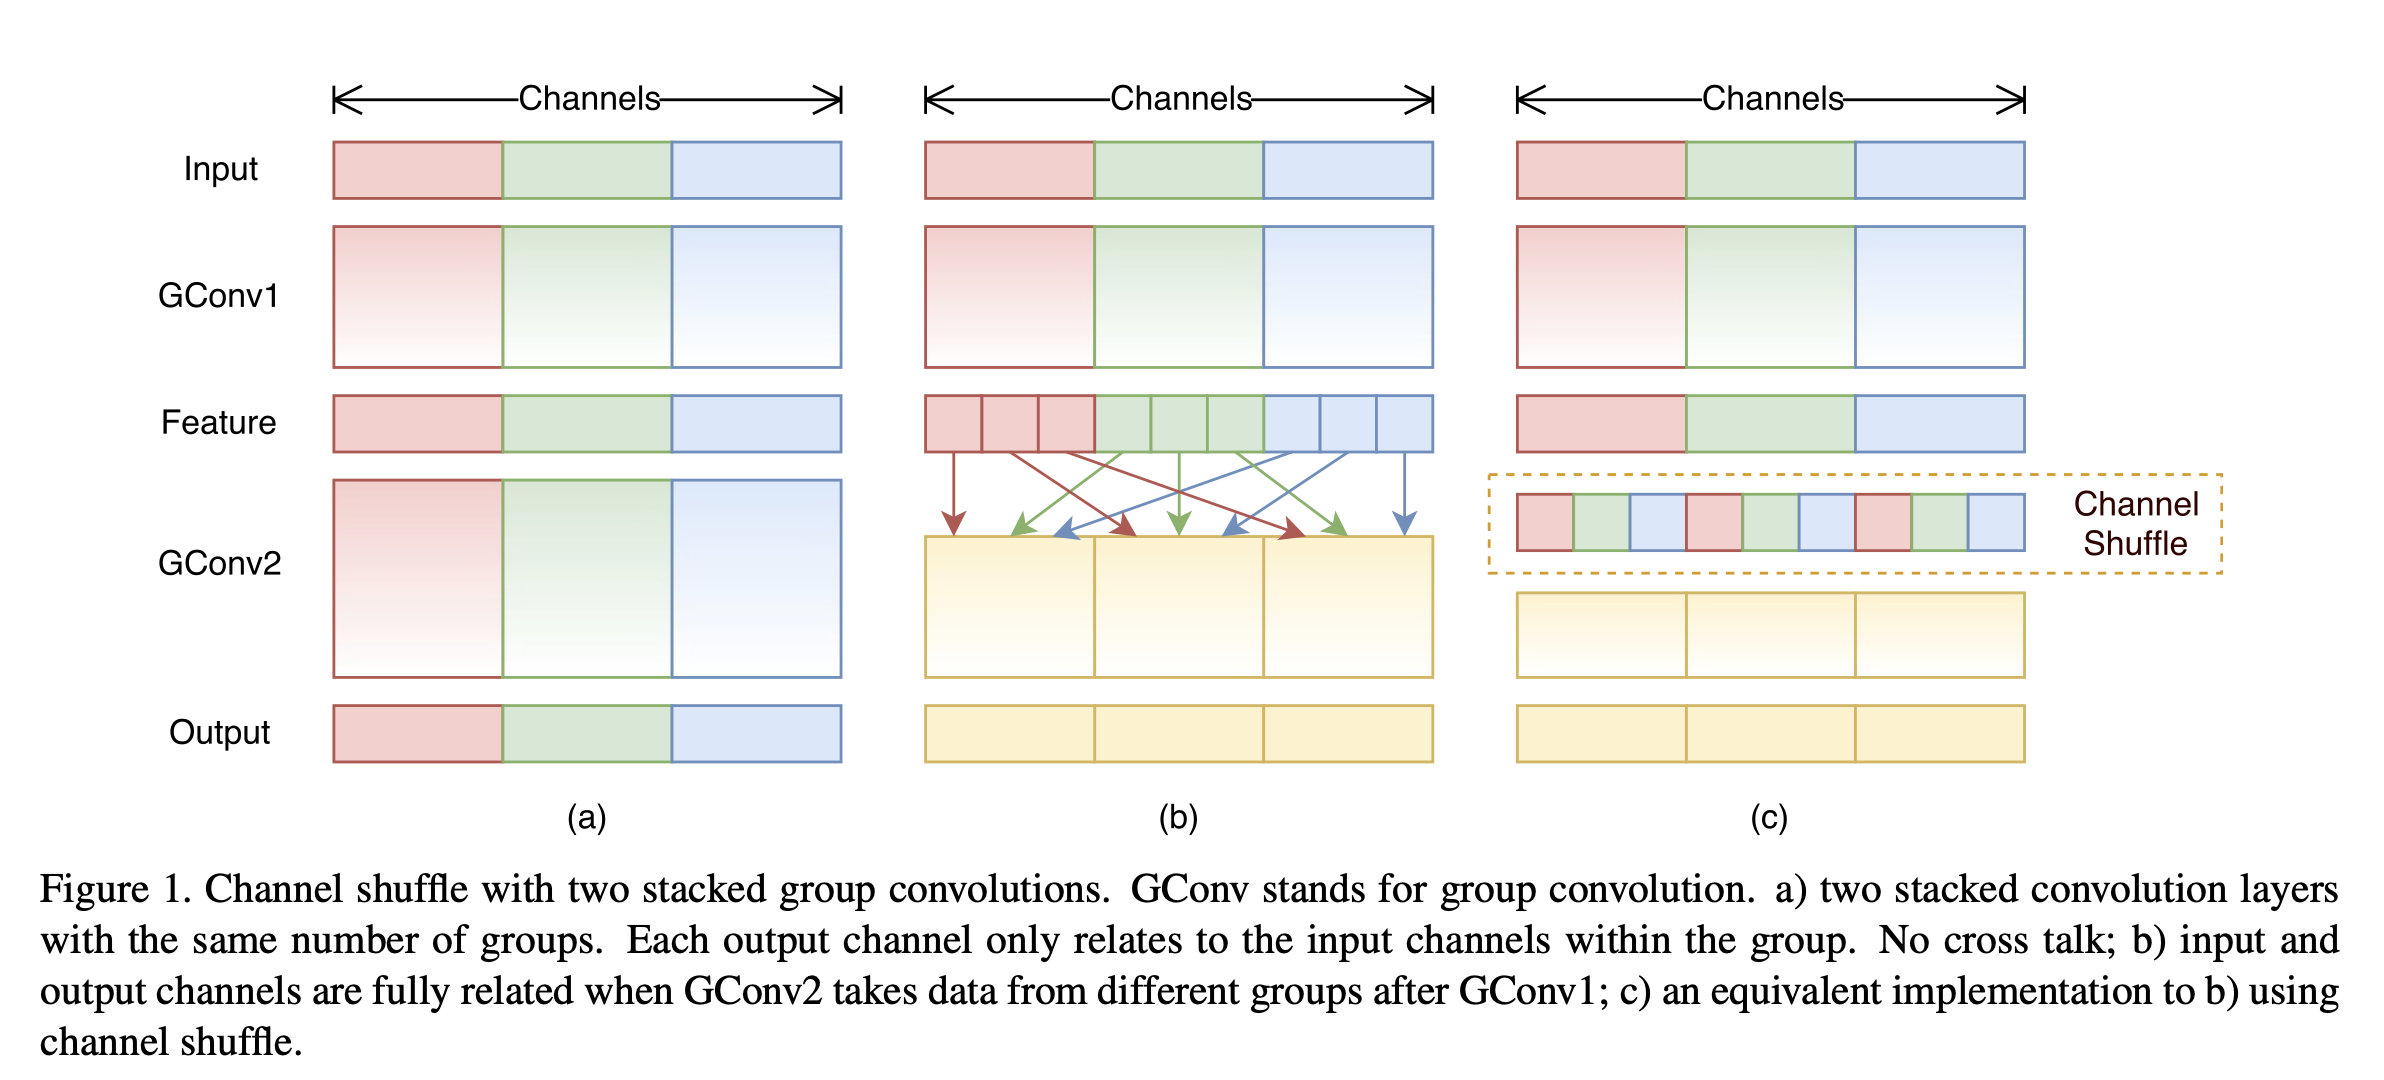 Channels
Channels
Channels
Input
GConv1
Feature
GConv2
Channel
Shuffle
Output
(a)
(b)
(c)
Figure 1. Channel shuffle with two stacked group convolutions. GConv stands for group convolution. a) two stacked convolution layers
with the same number of groups. Each output channel only relates to the input channels within the group. No cross talk; b) input and
output channels are fully related when GConv2 takes data from different groups after GConv1; c) an equivalent implementation to b) using
channel shuffle.